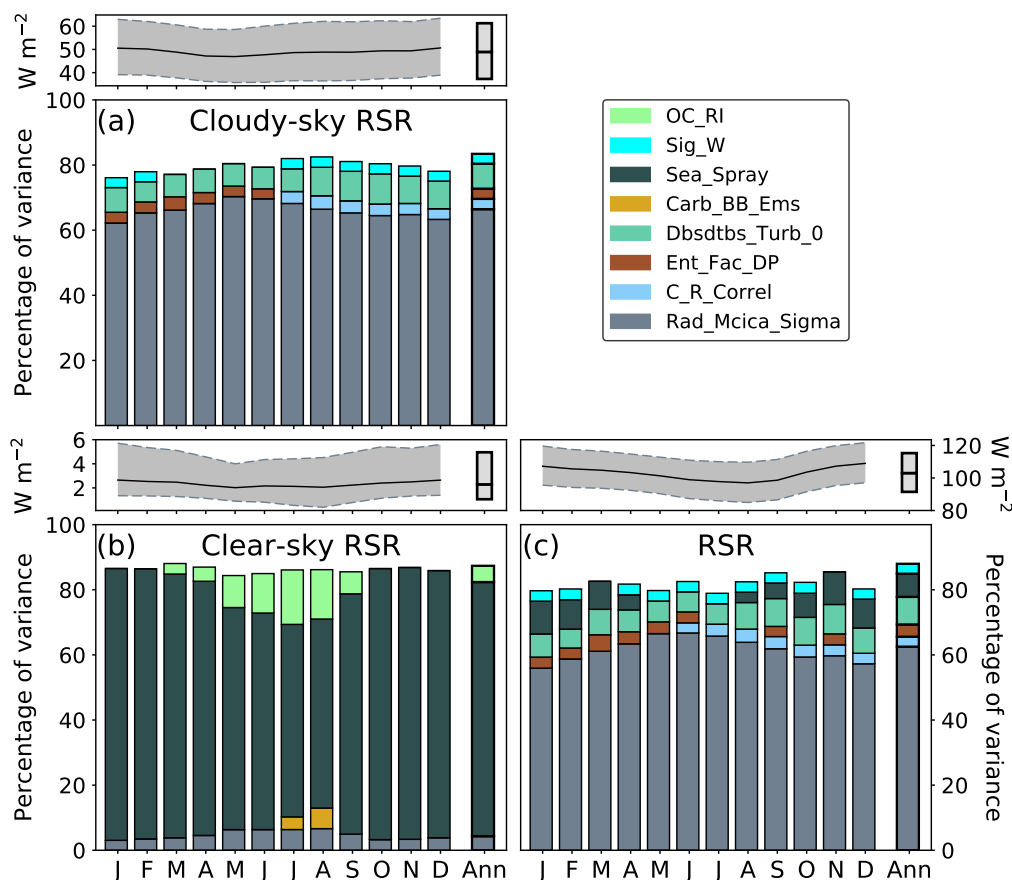 W m−2
60
50
40
100
80
60
40
20
Percentage of variance
(a)
Cloudy-sky RSR
OC_RI
Sig_W
Sea_Spray
Carb_BB_Ems
Dbsdtbs_Turb_0
Ent_Fac_DP
C_R_Correl
Rad_Mcica_Sigma
W m−2
6
4
2
120
100
80
W m−2
100
80
60
40
20
0
Percentage of variance
(b)
Clear-sky RSR
J F M A M J J A S O N D Ann
(c)
RSR
80
60
40
20
0
Percentage of variance
J F M A M J J A S O N D Ann